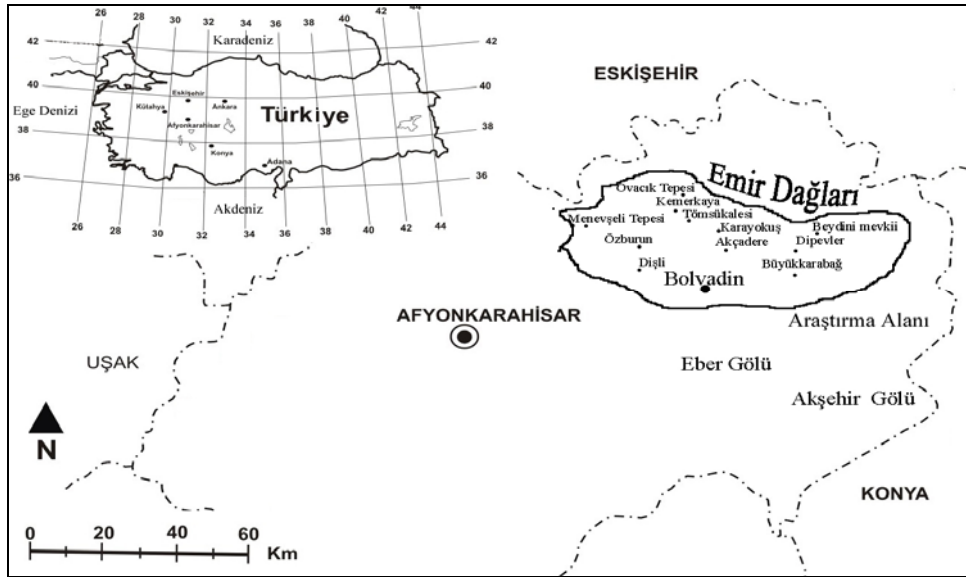 26 28 30 32 34 36 38 40 42 44
42
42
Karadeniz
40
40
Eskişehir
Ankara
Kütahya
Türkiye
Ege Denizi
Afyonkarahisar
38
38
Konya
Adana
36
36
Akdeniz
26 28 30 32 34 36 38 40 42 44
ESKİŞEHİR
Emir Dağları
Ovacık Tepesi
Kemerkaya
Menevşeli Tepesi
Tömsükalesi
Karayokuş
Beydini mevkii
Özburun
Akçadere
Dipevler
Dişli
Büyükkarabağ
Bolvadin
AFYONKARAHİSAR
Araştırma Alanı
UŞAK
Eber Gölü
Akşehir Gölü
N
KONYA
0 20 40 60
Km